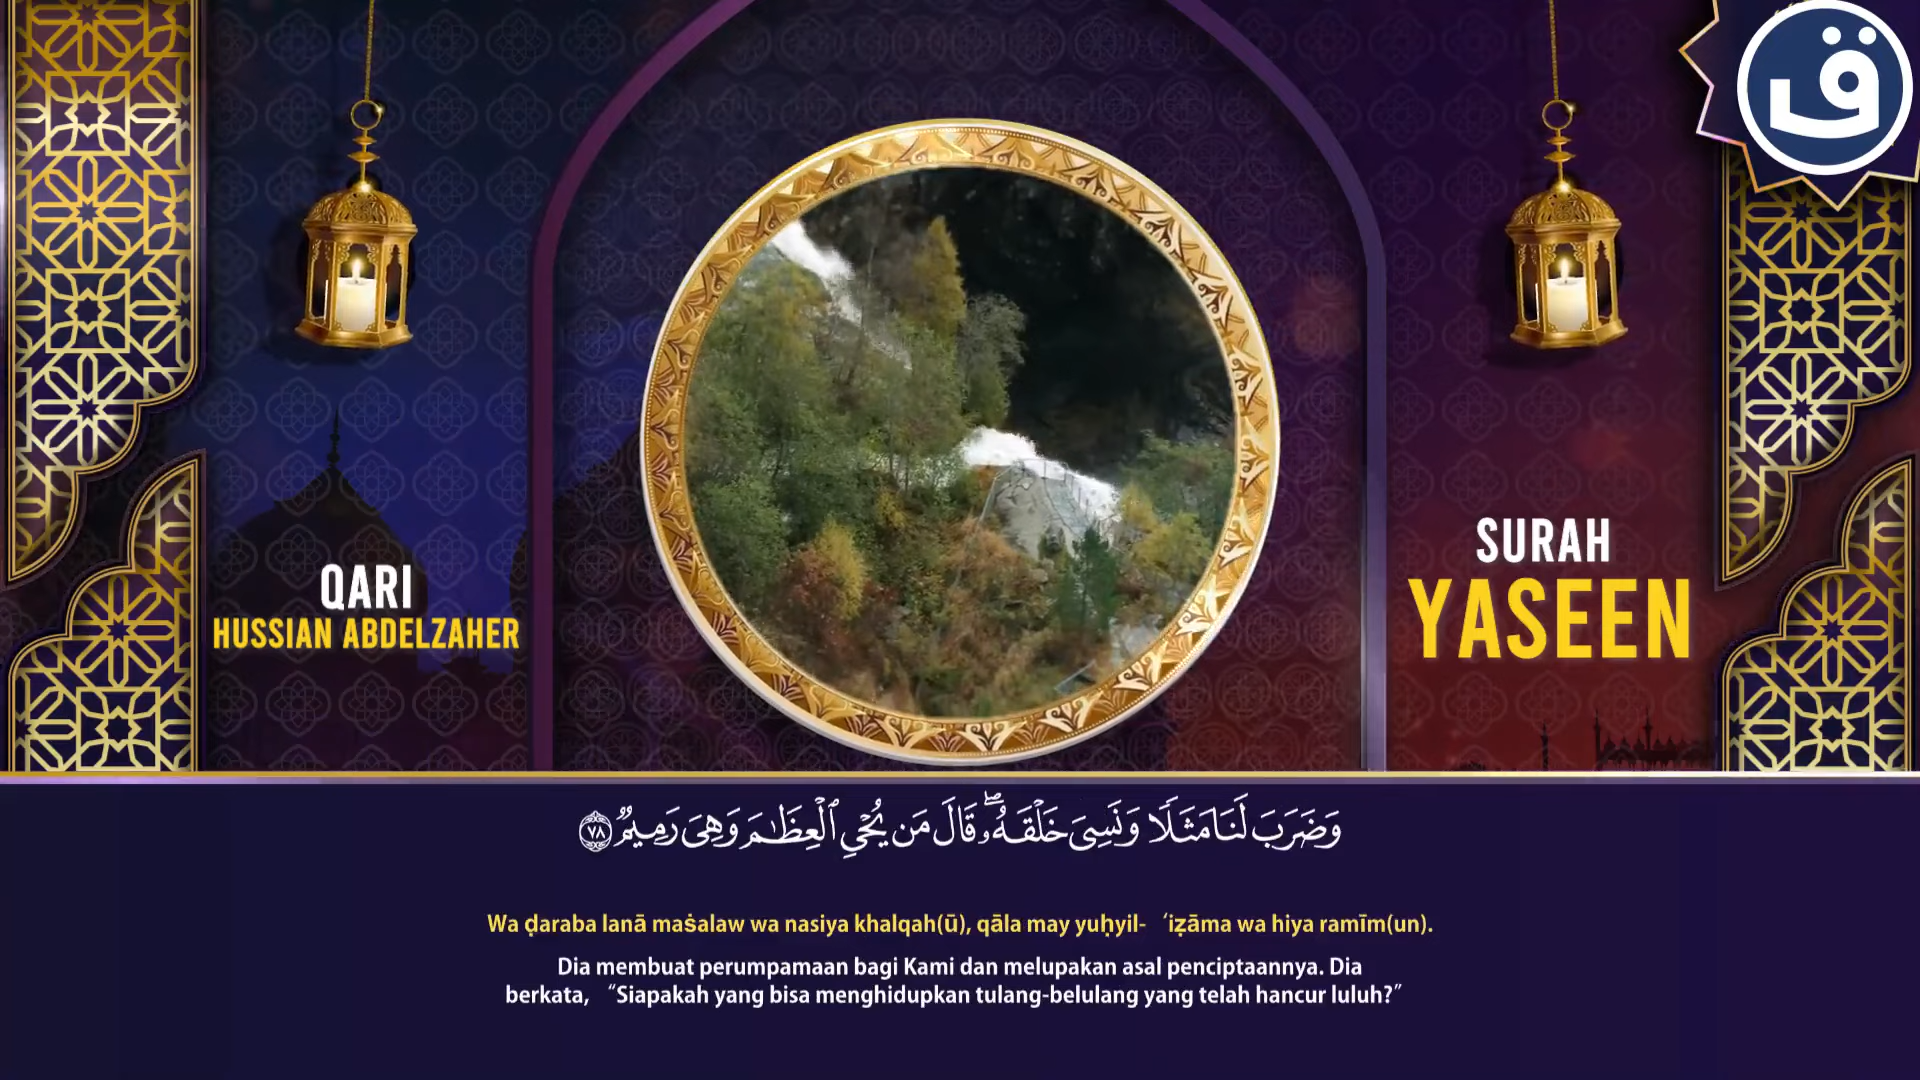 ق
QARI
HUSSIAN ABDELZAHER
SURAH
YASEEN
وَضَرَبَ لَنَا مَثَلًا وَنَسِىَ خَلْقَهُۥ ۖ قَالَ مَن يُحْىِ ٱلْعِظَـٰمَ وَهِىَ رَمِيمٌ ٧٨
Wa ḍaraba lanā maṡalaw wa nasiya khalqah(ū), qāla may yuḥyil- ‘iẓāma wa hiya ramīm(un).
Dia membuat perumpamaan bagi Kami dan melupakan asal penciptaannya. Dia
berkata, “Siapakah yang bisa menghidupkan tulang-belulang yang telah hancur luluh?”